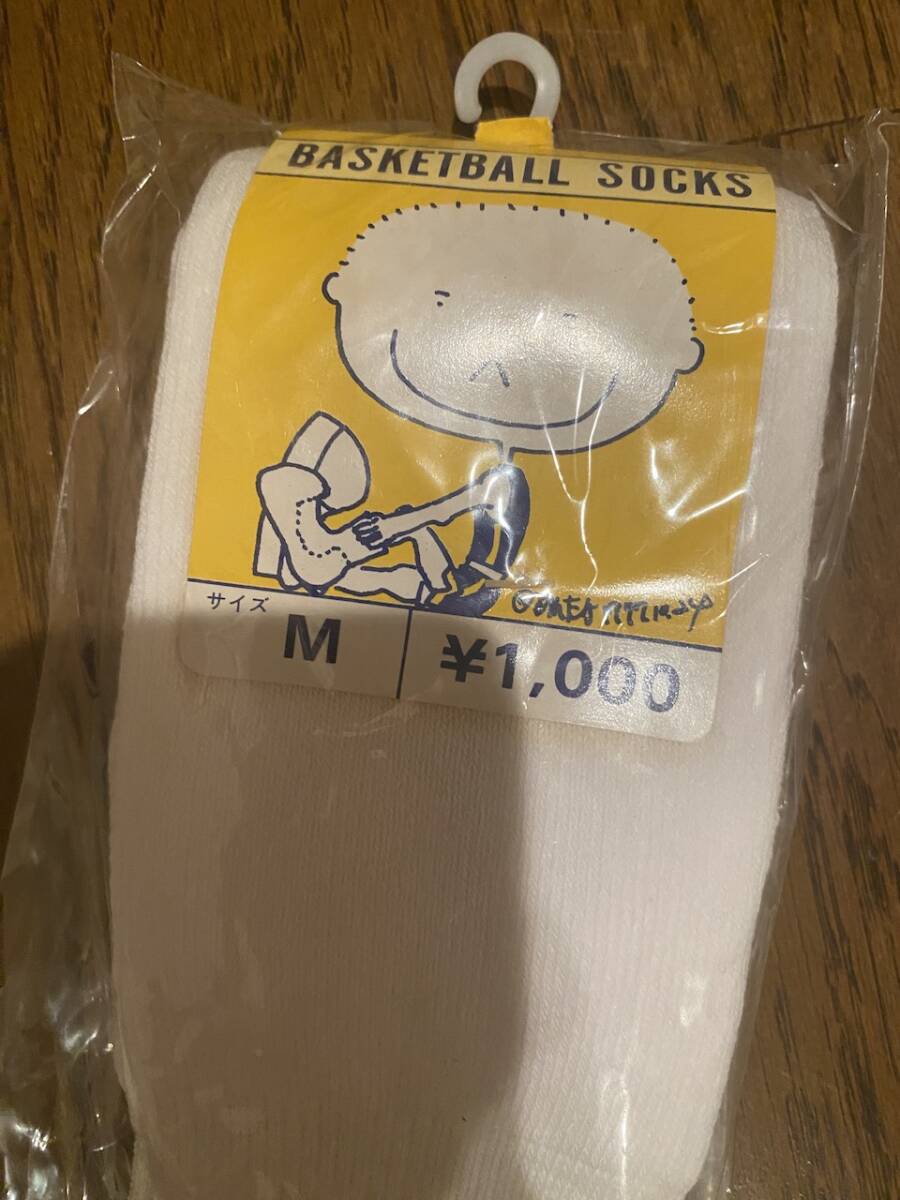 BASKETBALL SOCKS
サイズ
M
¥1,000